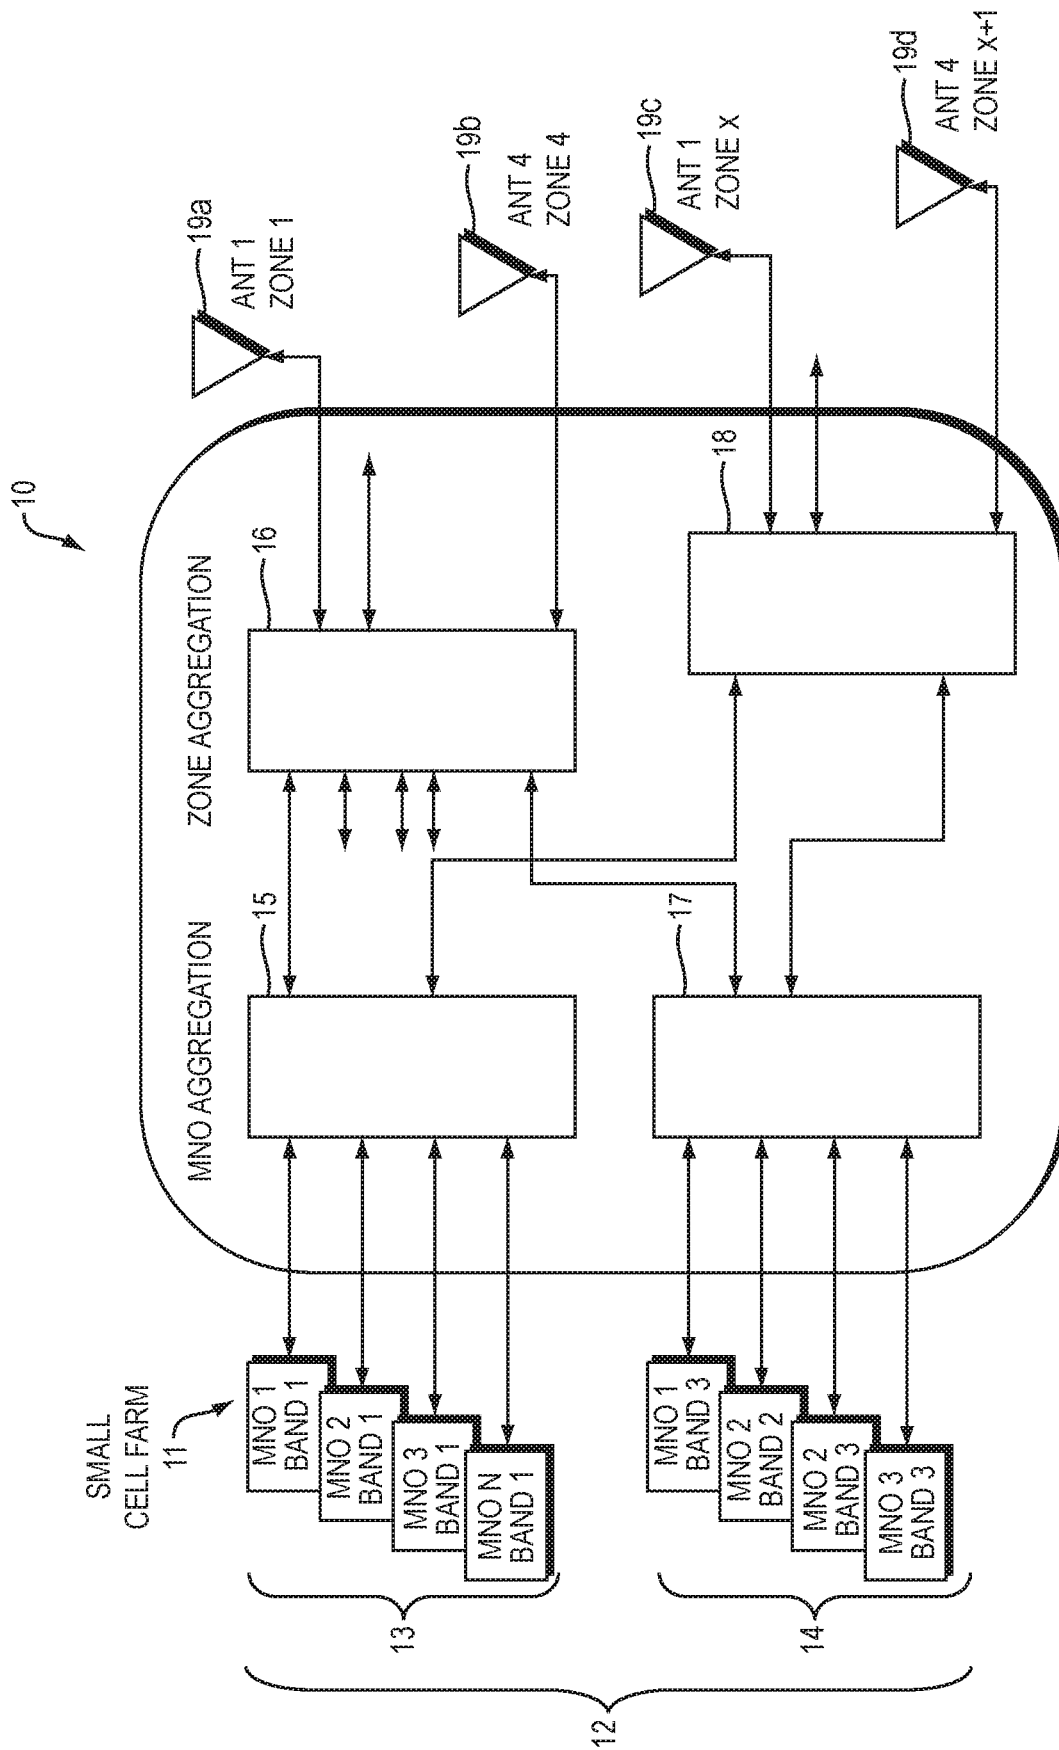 10
SMALL
CELL FARM
11
MNO AGGREGATION
ZONE AGGREGATION
12
13
MNO 1
BAND 1
MNO 2
BAND 1
MNO 3
BAND 1
MNO N
BAND 1
14
MNO 1
BAND 3
MNO 2
BAND 2
MNO 2
BAND 3
MNO 3
BAND 3
15
16
17
18
19a
ANT 1
ZONE 1
19b
ANT 4
ZONE 4
19c
ANT 1
ZONE x
19d
ANT 4
ZONE x+1